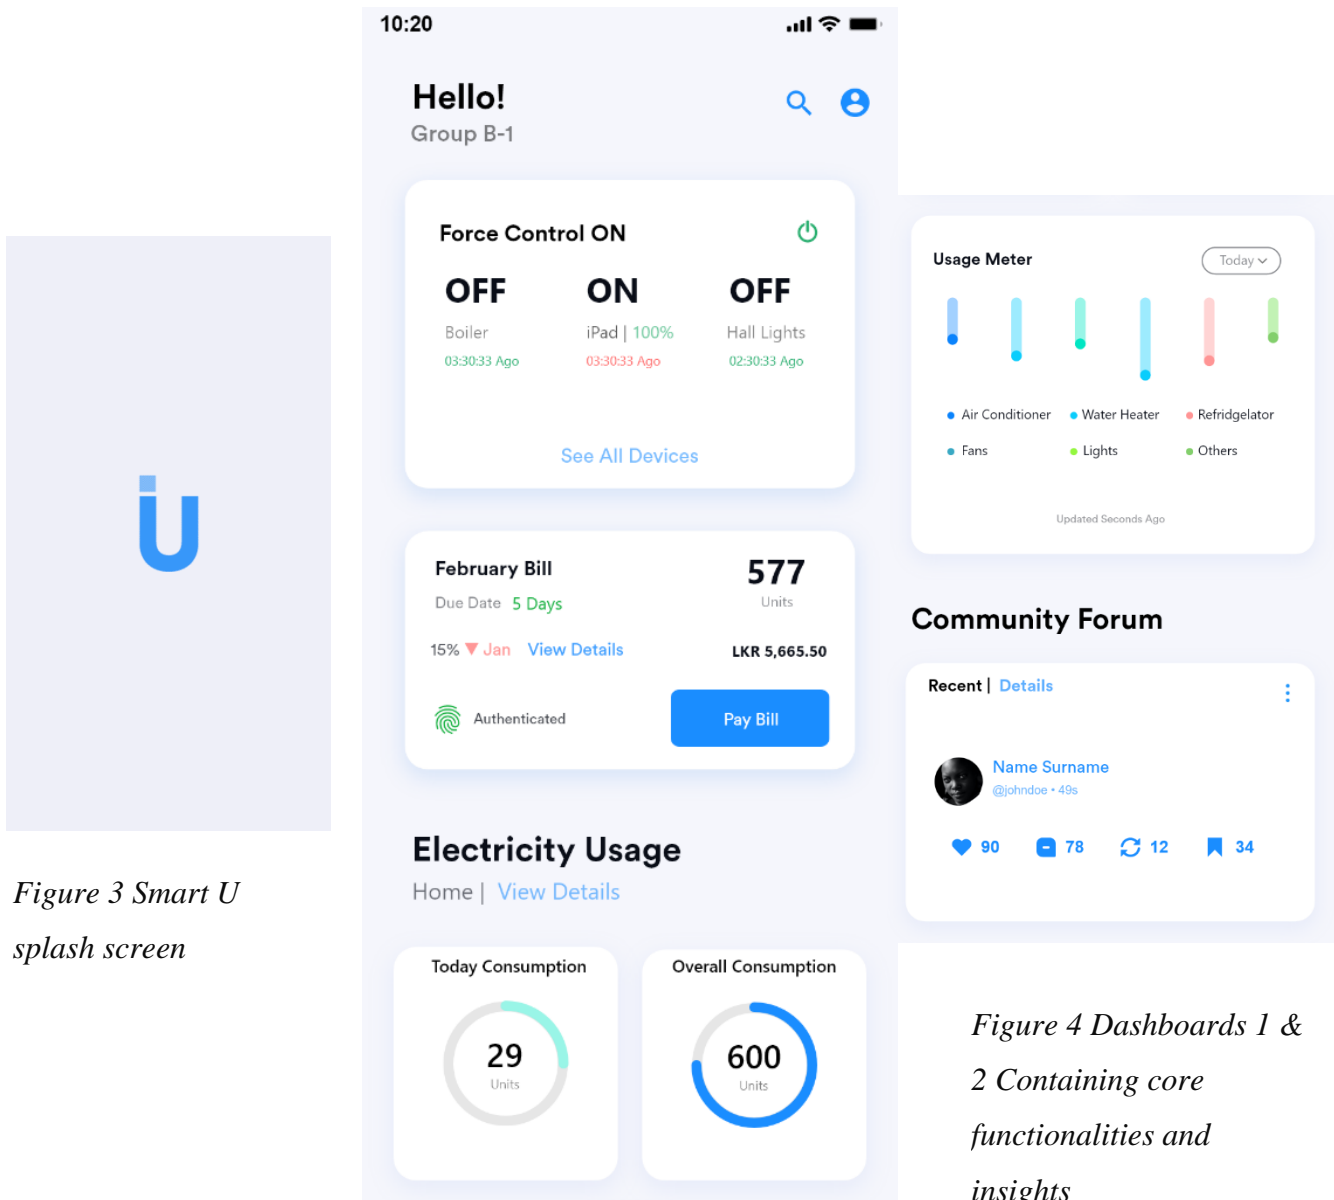 10:20
Hello!
Group B-1
Force Control ON
OFF ON OFF
Boiler iPad | 100% Hall Lights
03:30:33 Ago 03:30:33 Ago 02:30:33 Ago
See All Devices
February Bill 577
Due Date 5 Days Units
15% Jan View Details LKR 5,665.50
Authenticated Pay Bill
Electricity Usage
Home | View Details
Today Consumption Overall Consumption
29 600
Units Units
U
Figure 3 Smart U
splash screen
Usage Meter Today
Air Conditioner Water Heater Refridgelator
Fans Lights Others
Updated Seconds Ago
Community Forum
Recent | Details
Name Surname
@johndoe • 49s
90 78 12 34
Figure 4 Dashboards 1 &
2 Containing core
functionalities and
insights